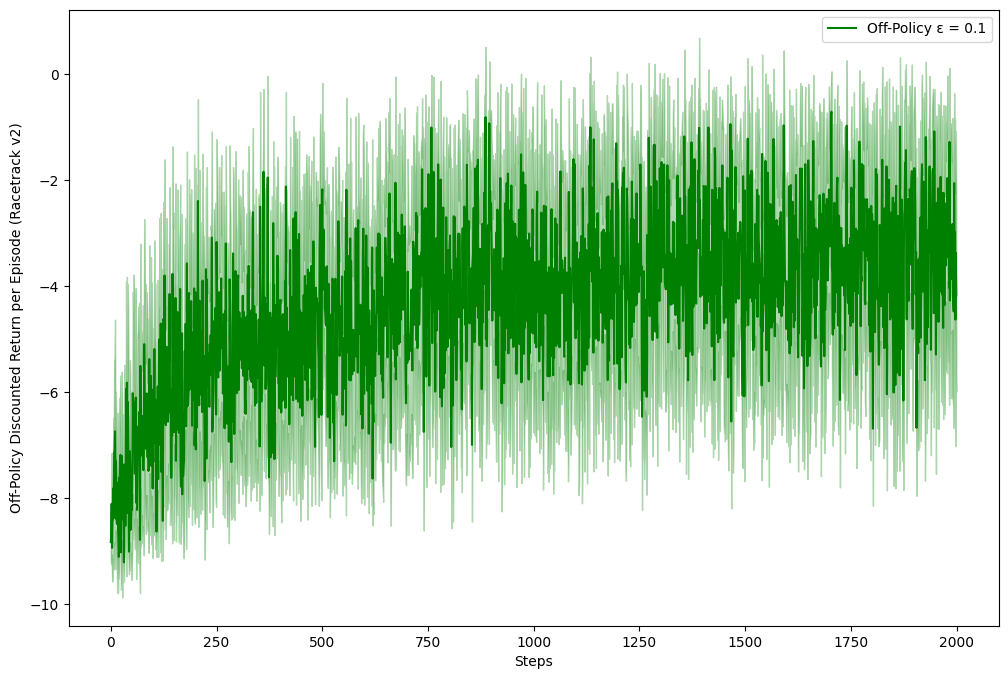 Off-Policy ε = 0.1
Off-Policy Discounted Return per Episode (Racetrack v2)
0
−2
−4
−6
−8
−10
0 250 500 750 1000 1250 1500 1750 2000
Steps